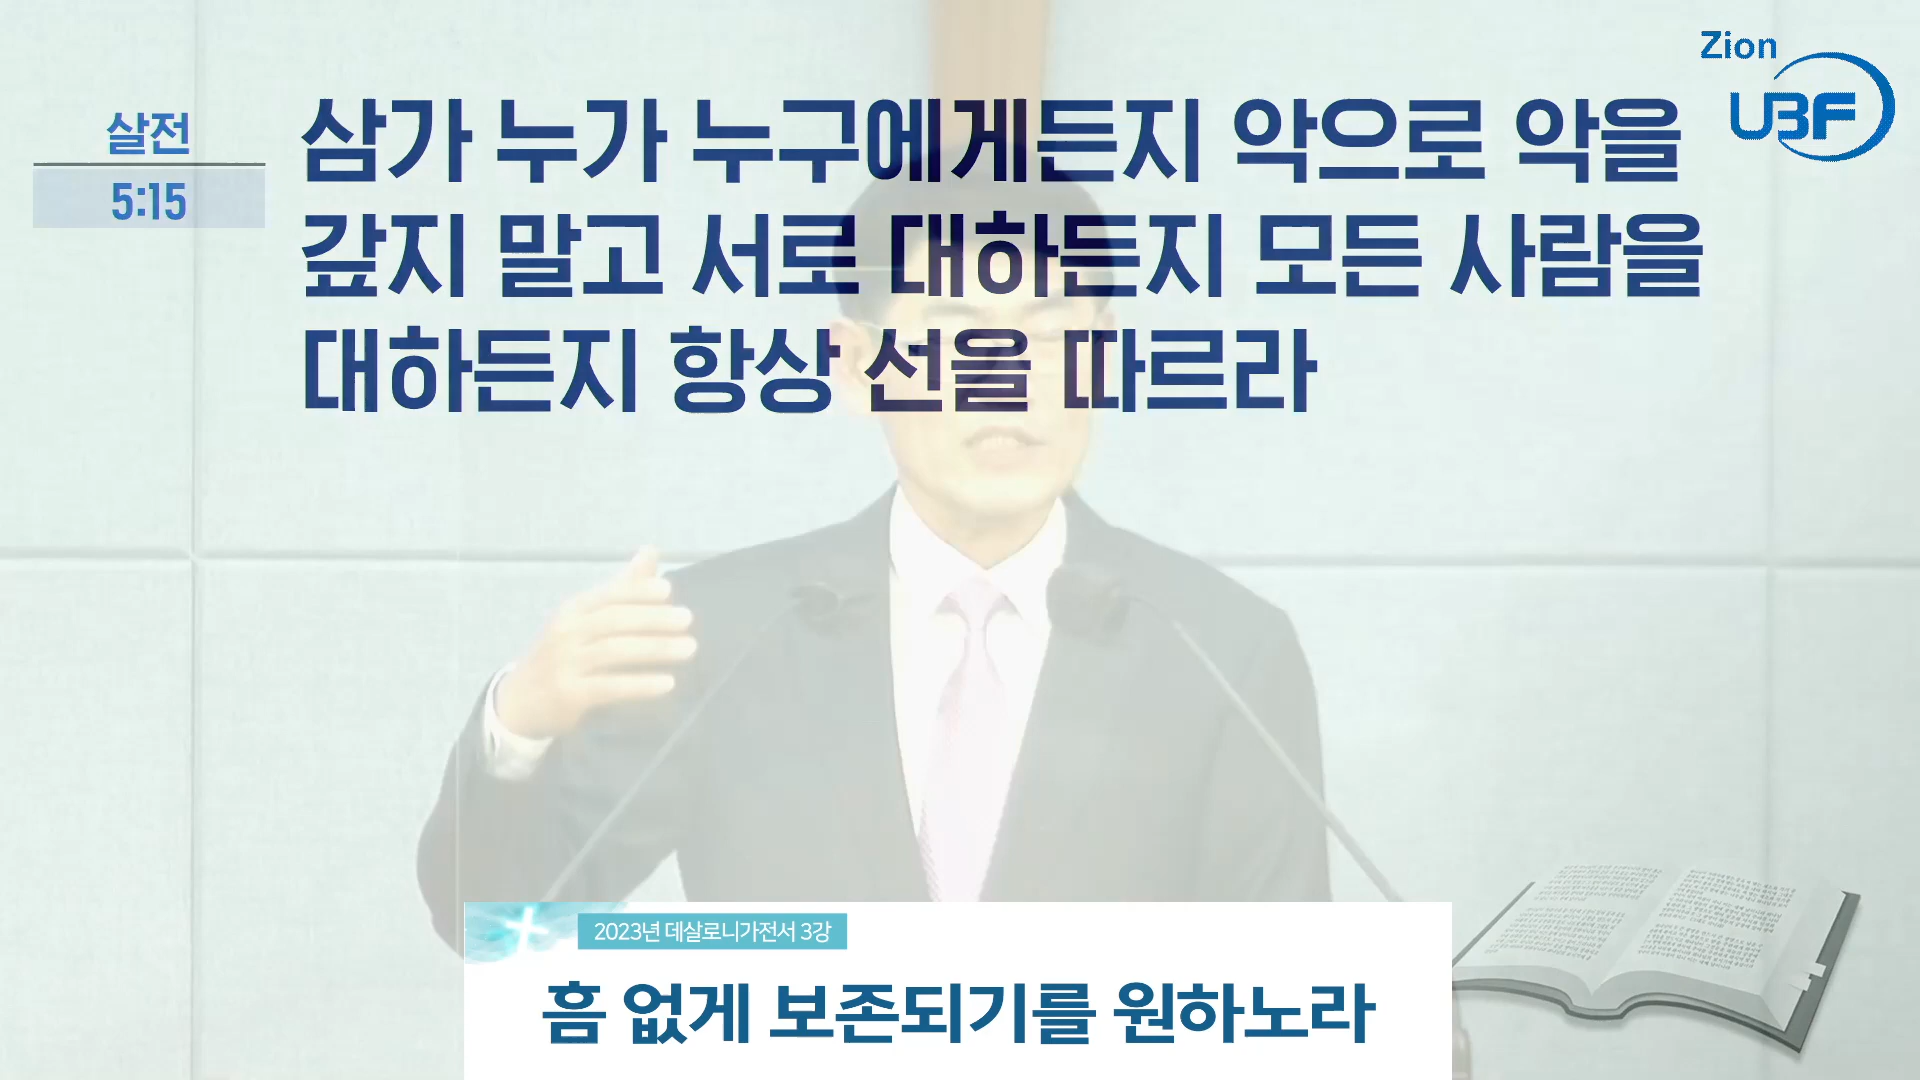 Zion
UBF
살전
5:15
삼가 누가 누구에게든지 악으로 악을
갚지 말고 서로 대하든지 모든 사람을
대하든지 항상 선을 따르라
2023년 데살로니가전서 3강
흠 없게 보존되기를 원하노라